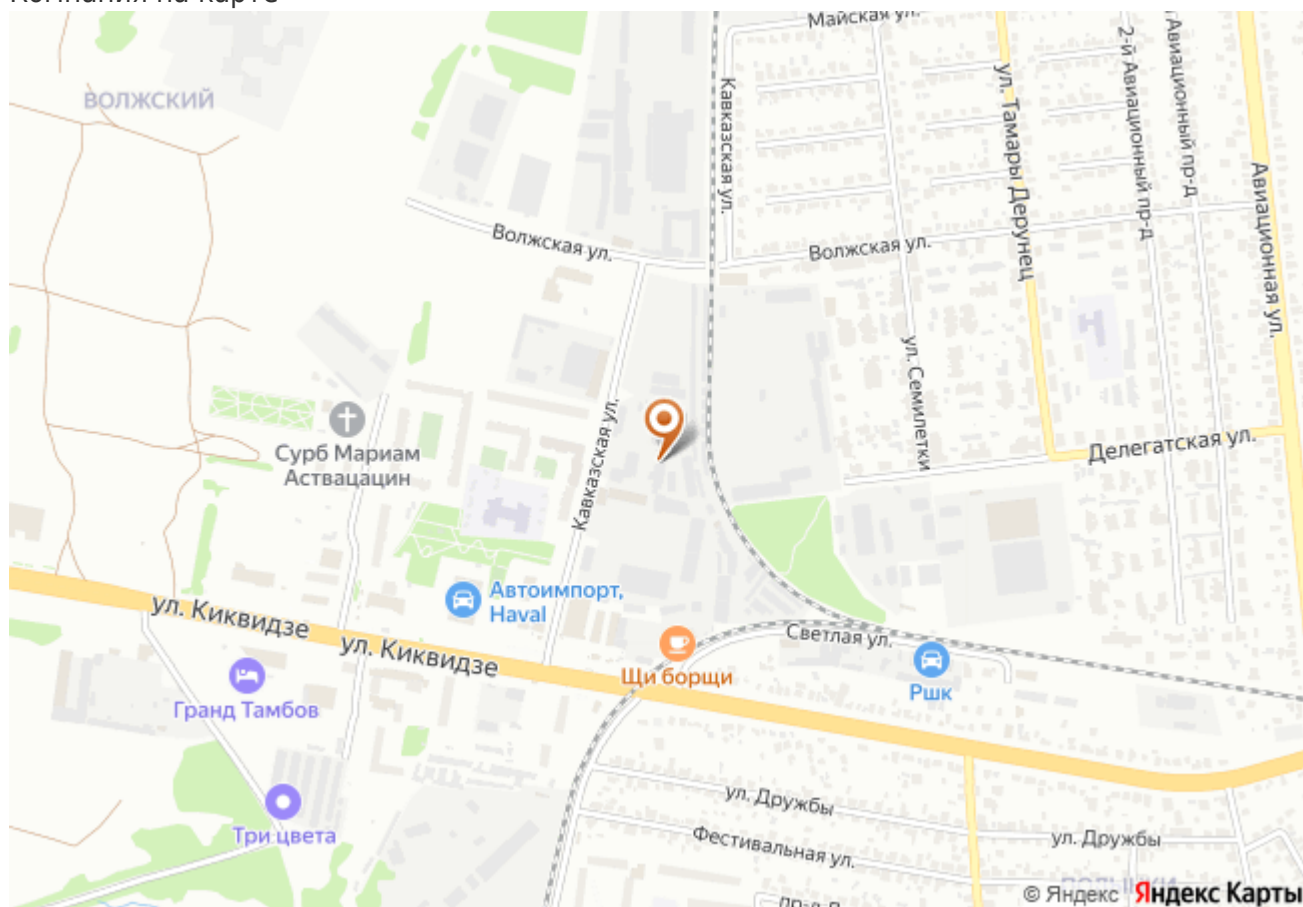 Компания на карте
Майская ул.
ВОЛЖСКИЙ
Кавказская ул.
ул. Тамары Дерунец
2-й Авиационный пр-д
Авиационный пр-д
Авиационная ул.
Волжская ул.
Волжская ул.
ул. Семилетки
Делегатская ул.
Сурб Мариам
Аствацацин
Кавказская ул.
Автоимпорт,
Haval
ул. Киквидзе
ул. Киквидзе
Светлая ул.
Щи борщи
Ршк
Гранд Тамбов
Три цвета
ул. Дружбы
ул. Дружбы
Фестивальная ул.
© Яндекс Яндекс Карты